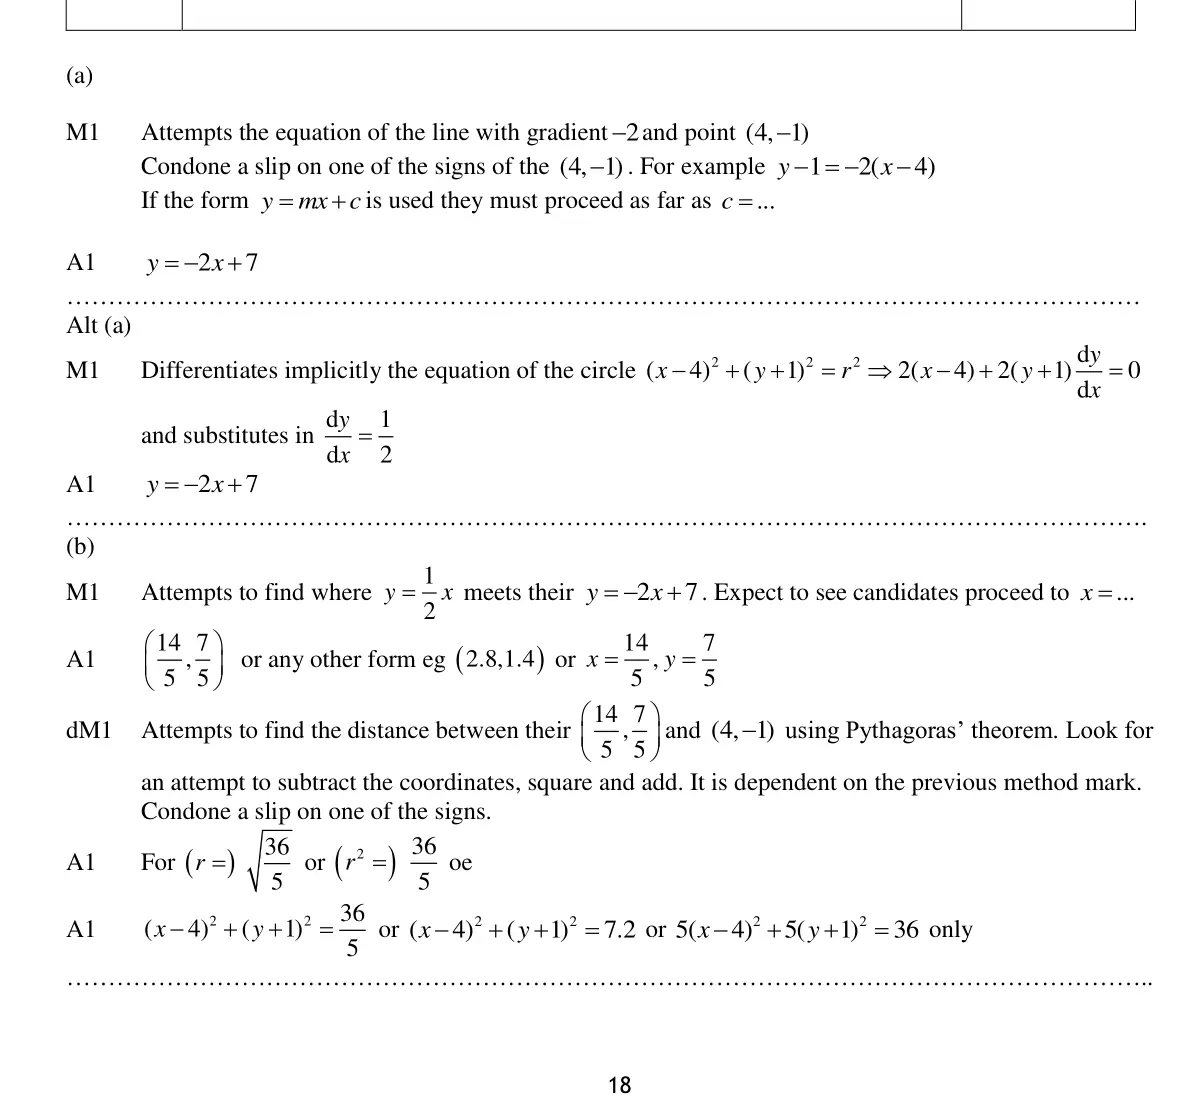 (a)
M1 Attempts the equation of the line with gradient −2 and point (4, −1)
Condone a slip on one of the signs of the (4, −1). For example y − 1 = −2(x − 4)
If the form y = mx + c is used they must proceed as far as c = ...
A1 y = −2x + 7
……………………………………………………………………………………………………………………
Alt (a)
M1 Differentiates implicitly the equation of the circle (x − 4)² + (y + 1)² = r² ⇒ 2(x − 4) + 2(y + 1) dy/dx = 0
and substitutes in dy/dx = 1/2
A1 y = −2x + 7
…………………………………………………………………………………………………………………….
(b)
M1 Attempts to find where y = 1/2 x meets their y = −2x + 7. Expect to see candidates proceed to x = ...
A1 (14/5, 7/5) or any other form eg (2.8,1.4) or x = 14/5, y = 7/5
dM1 Attempts to find the distance between their (14/5, 7/5) and (4, −1) using Pythagoras’ theorem. Look for
an attempt to subtract the coordinates, square and add. It is dependent on the previous method mark.
Condone a slip on one of the signs.
A1 For (r =) √(36/5) or (r² =) 36/5 oe
A1 (x − 4)² + (y + 1)² = 36/5 or (x − 4)² + (y + 1)² = 7.2 or 5(x − 4)² + 5(y + 1)² = 36 only
……………………………………………………………………………………………………………………..
18